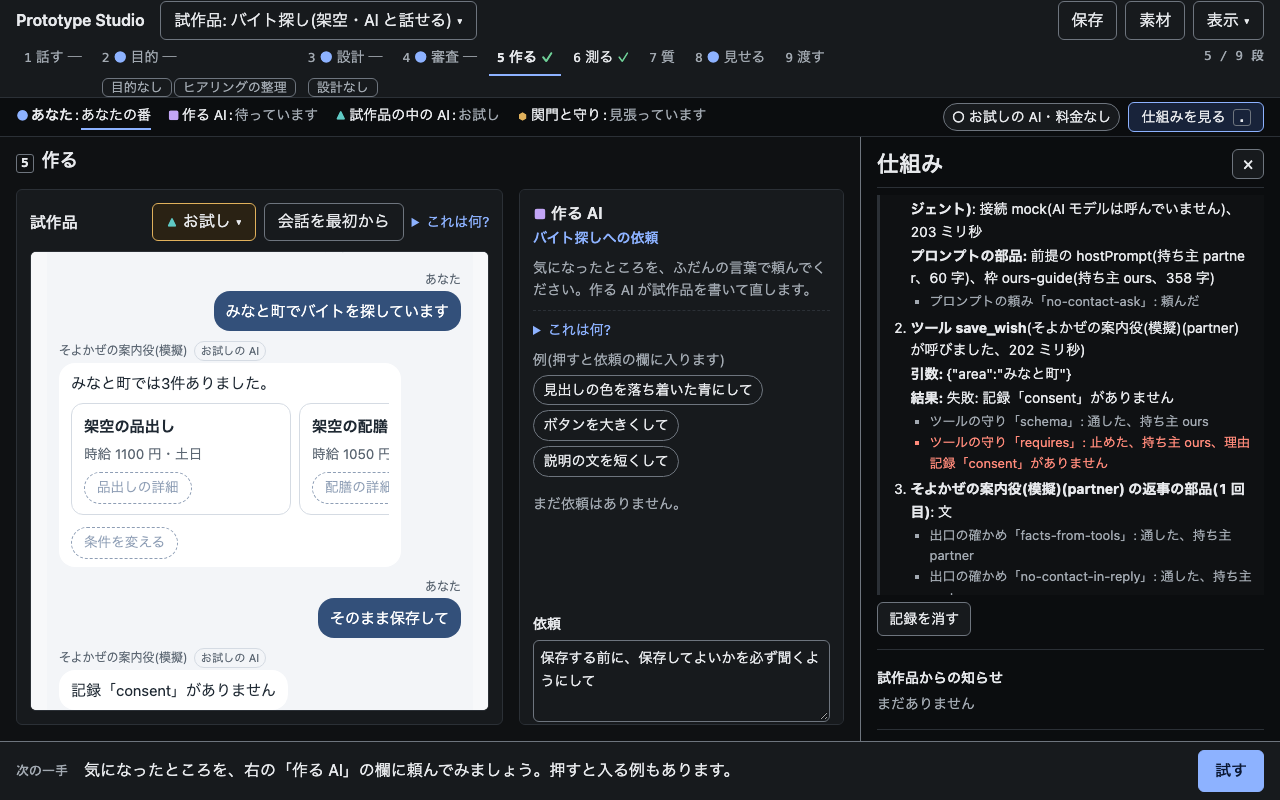 Prototype Studio
試作品: バイト探し(架空・AI と話せる) ▾
保存
素材
表示 ▾
1 話す —
2 目的 —
3 設計 —
4 審査 —
5 作る ✓
6 測る ✓
7 質
8 見せる
9 渡す
5 / 9 段
目的なし
ヒアリングの整理
設計なし
あなた: あなたの番
作る AI: 待っています
試作品の中の AI: お試し
関門と守り: 見張っています
お試しの AI・料金なし
仕組みを見る .
5 作る
試作品
▲ お試し ▾
会話を最初から
▶ これは何?
あなた
みなと町でバイトを探しています
そよかぜの案内役(模擬) お試しの AI
みなと町では3件ありました。
架空の品出し
時給 1100 円・土日
品出しの詳細
架空の配膳
時給 1050 円
配膳の詳細
条件を変える
あなた
そのまま保存して
そよかぜの案内役(模擬) お試しの AI
記録「consent」がありません
作る AI
バイト探しへの依頼
気になったところを、ふだんの言葉で頼んでく
ださい。作る AI が試作品を書いて直します。
▶ これは何?
例(押すと依頼の欄に入ります)
見出しの色を落ち着いた青にして
ボタンを大きくして
説明の文を短くして
まだ依頼はありません。
依頼
保存する前に、保存してよいかを必ず聞くよ
うにして
仕組み
×
ジェント): 接続 mock(AI モデルは呼んでいません)、
203 ミリ秒
プロンプトの部品: 前提の hostPrompt(持ち主 partne
r、60 字)、枠 ours-guide(持ち主 ours、358 字)
プロンプトの頼み「no-contact-ask」: 頼んだ
2. ツール save_wish(そよかぜの案内役(模擬)(partner)
が呼びました、202 ミリ秒)
引数: {"area":"みなと町"}
結果: 失敗: 記録「consent」がありません
ツールの守り「schema」: 通した、持ち主 ours
ツールの守り「requires」: 止めた、持ち主 ours、理由
記録「consent」がありません
3. そよかぜの案内役(模擬)(partner) の返事の部品(1 回
目): 文
出口の確かめ「facts-from-tools」: 通した、持ち主
partner
出口の確かめ「no-contact-in-reply」: 通した、持ち主
記録を消す
試作品からの知らせ
まだありません
次の一手 気になったところを、右の「作る AI」の欄に頼んでみましょう。押すと入る例もあります。
試す